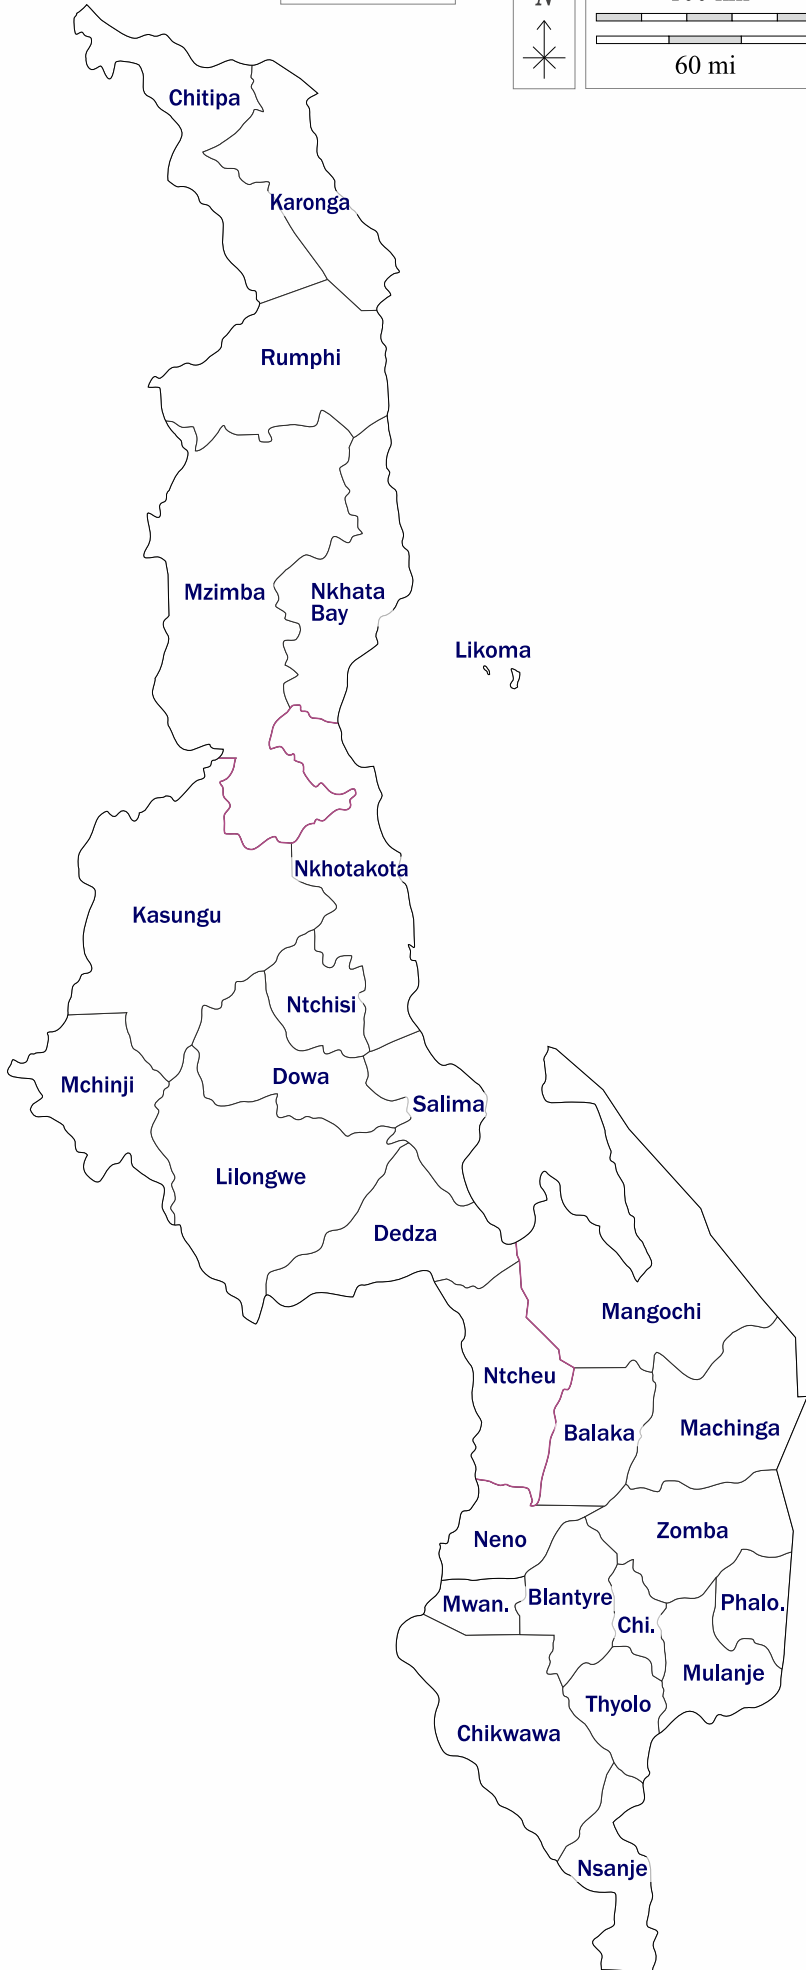 N
60 mi
Chitipa
Karonga
Rumphi
Mzimba
Nkhata
Bay
Likoma
Nkhotakota
Kasungu
Ntchisi
Dowa
Mchinji
Salima
Lilongwe
Dedza
Mangochi
Ntcheu
Balaka
Machinga
Zomba
Neno
Blantyre
Mwan.
Phalo.
Chi.
Mulanje
Thyolo
Chikwawa
Nsanje